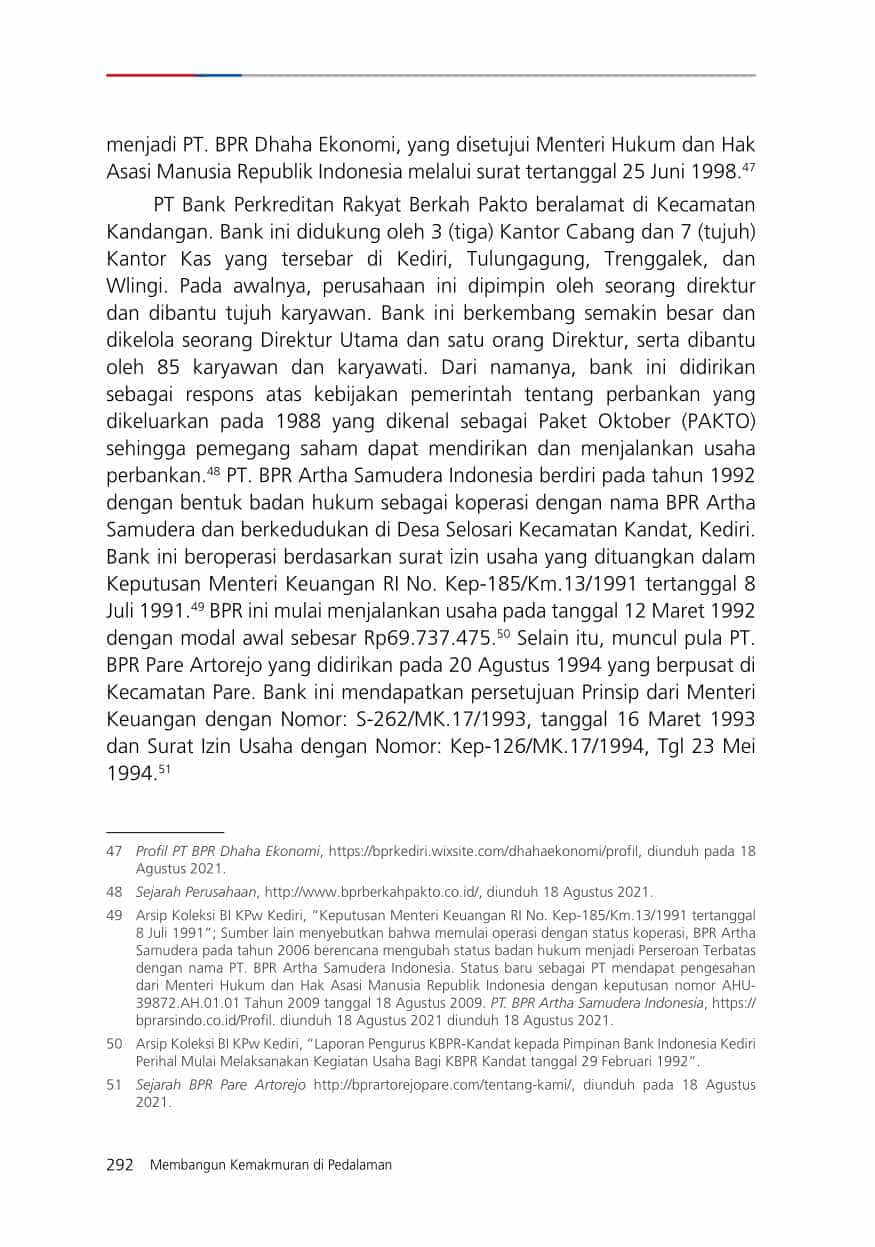 menjadi PT. BPR Dhaha Ekonomi, yang disetujui Menteri Hukum dan Hak
Asasi Manusia Republik Indonesia melalui surat tertanggal 25 Juni 1998.47
PT Bank Perkreditan Rakyat Berkah Pakto beralamat di Kecamatan
Kandangan. Bank ini didukung oleh 3 (tiga) Kantor Cabang dan 7 (tujuh)
Kantor Kas yang tersebar di Kediri, Tulungagung, Trenggalek, dan
Wlingi. Pada awalnya, perusahaan ini dipimpin oleh seorang direktur
dan dibantu tujuh karyawan. Bank ini berkembang semakin besar dan
dikelola seorang Direktur Utama dan satu orang Direktur, serta dibantu
oleh 85 karyawan dan karyawati. Dari namanya, bank ini didirikan
sebagai respons atas kebijakan pemerintah tentang perbankan yang
dikeluarkan pada 1988 yang dikenal sebagai Paket Oktober (PAKTO)
sehingga pemegang saham dapat mendirikan dan menjalankan usaha
perbankan.48 PT. BPR Artha Samudera Indonesia berdiri pada tahun 1992
dengan bentuk badan hukum sebagai koperasi dengan nama BPR Artha
Samudera dan berkedudukan di Desa Selosari Kecamatan Kandat, Kediri.
Bank ini beroperasi berdasarkan surat izin usaha yang dituangkan dalam
Keputusan Menteri Keuangan RI No. Kep-185/Km.13/1991 tertanggal 8
Juli 1991.49 BPR ini mulai menjalankan usaha pada tanggal 12 Maret 1992
dengan modal awal sebesar Rp69.737.475.50 Selain itu, muncul pula PT.
BPR Pare Artorejo yang didirikan pada 20 Agustus 1994 yang berpusat di
Kecamatan Pare. Bank ini mendapatkan persetujuan Prinsip dari Menteri
Keuangan dengan Nomor: S-262/MK.17/1993, tanggal 16 Maret 1993
dan Surat Izin Usaha dengan Nomor: Kep-126/MK.17/1994, Tgl 23 Mei
1994.51
47 Profil PT BPR Dhaha Ekonomi, https://bprkediri.wixsite.com/dhahaekonomi/profil, diunduh pada 18
Agustus 2021.
48 Sejarah Perusahaan, http://www.bprberkahpakto.co.id/, diunduh 18 Agustus 2021.
49 Arsip Koleksi BI KPw Kediri, “Keputusan Menteri Keuangan RI No. Kep-185/Km.13/1991 tertanggal
8 Juli 1991”; Sumber lain menyebutkan bahwa memulai operasi dengan status koperasi, BPR Artha
Samudera pada tahun 2006 berencana mengubah status badan hukum menjadi Perseroan Terbatas
dengan nama PT. BPR Artha Samudera Indonesia. Status baru sebagai PT mendapat pengesahan
dari Menteri Hukum dan Hak Asasi Manusia Republik Indonesia dengan keputusan nomor AHU-
39872.AH.01.01 Tahun 2009 tanggal 18 Agustus 2009. PT. BPR Artha Samudera Indonesia, https://
bprarsindo.co.id/Profil. diunduh 18 Agustus 2021 diunduh 18 Agustus 2021.
50 Arsip Koleksi BI KPw Kediri, “Laporan Pengurus KBPR-Kandat kepada Pimpinan Bank Indonesia Kediri
Perihal Mulai Melaksanakan Kegiatan Usaha Bagi KBPR Kandat tanggal 29 Februari 1992”.
51 Sejarah BPR Pare Artorejo http://bprartorejopare.com/tentang-kami/, diunduh pada 18 Agustus
2021.
292 Membangun Kemakmuran di Pedalaman